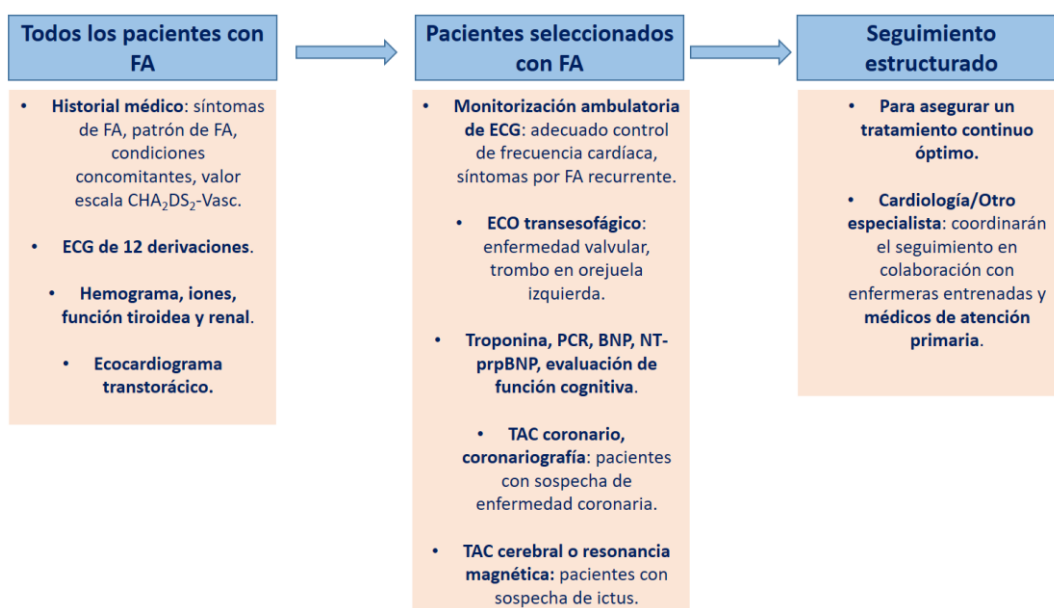 Todos los pacientes con
FA
• Historial médico: síntomas
de FA, patrón de FA,
condiciones
concomitantes, valor
escala CHA₂DS₂-Vasc.
• ECG de 12 derivaciones.
• Hemograma, iones,
función tiroidea y renal.
• Ecocardiograma
transtorácico.
Pacientes seleccionados
con FA
• Monitorización ambulatoria
de ECG: adecuado control
de frecuencia cardíaca,
síntomas por FA recurrente.
• ECO transesofágico:
enfermedad valvular,
trombo en orejuela
izquierda.
• Troponina, PCR, BNP, NT-
prpBNP, evaluación de
función cognitiva.
• TAC coronario,
coronariografía: pacientes
con sospecha de
enfermedad coronaria.
• TAC cerebral o resonancia
magnética: pacientes con
sospecha de ictus.
Seguimiento
estructurado
• Para asegurar un
tratamiento continuo
óptimo.
• Cardiología/Otro
especialista: coordinarán
el seguimiento en
colaboración con
enfermeras entrenadas y
médicos de atención
primaria.